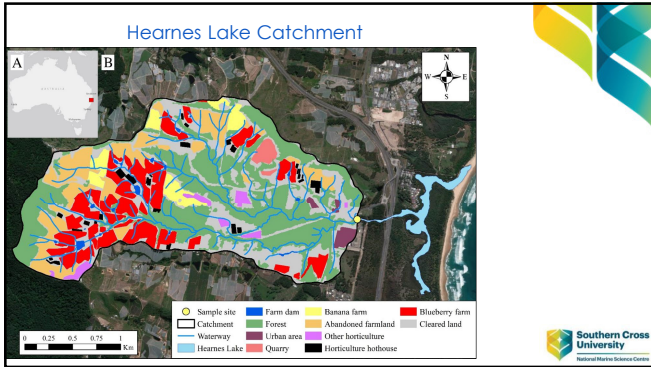 Hearnes Lake Catchment
A
B
N
W E
S
Sample site
Farm dam
Banana farm
Blueberry farm
Catchment
Forest
Abandoned farmland
Cleared land
Waterway
Urban area
Other horticulture
Hearnes Lake
Quarry
Horticulture hothouse
0 0.25 0.5 1
Km
Southern Cross
University
National Marine Science Centre